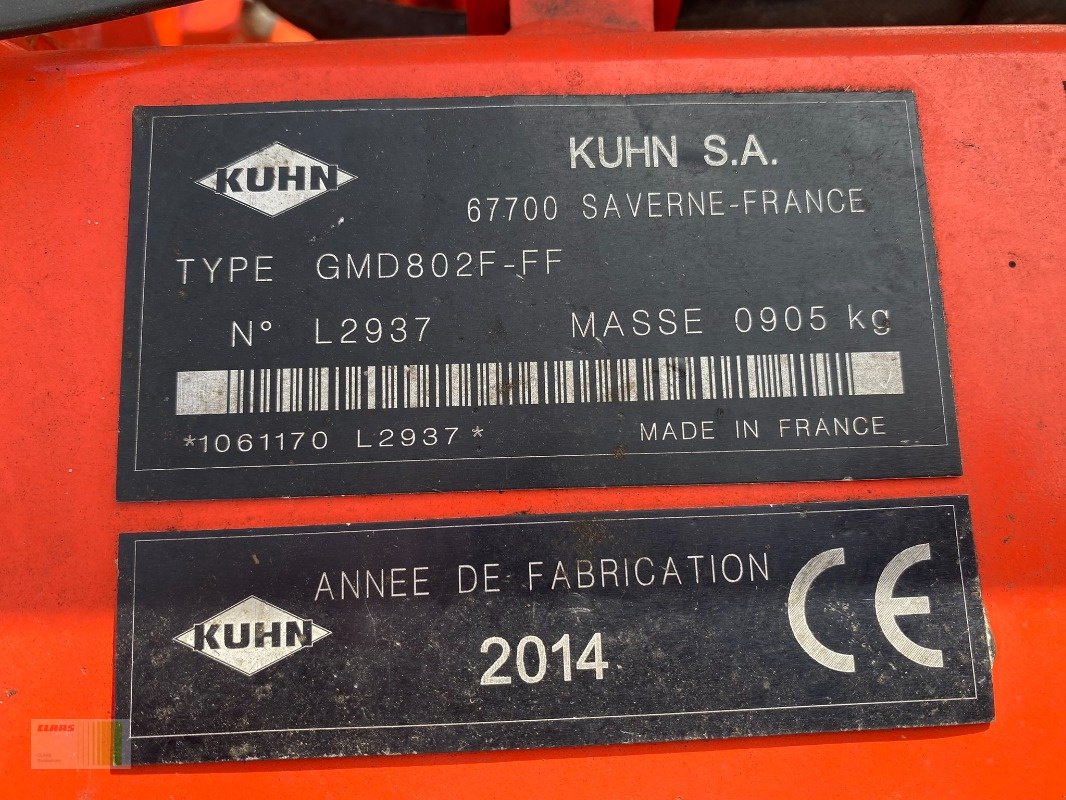 KUHN
KUHN S.A.
67700 SAVERNE-FRANCE
TYPE GMD802F-FF
N° L2937 MASSE 0905 kg
*1061170 L2937* MADE IN FRANCE
ANNEE DE FABRICATION
KUHN
2014
CE
CLAAS